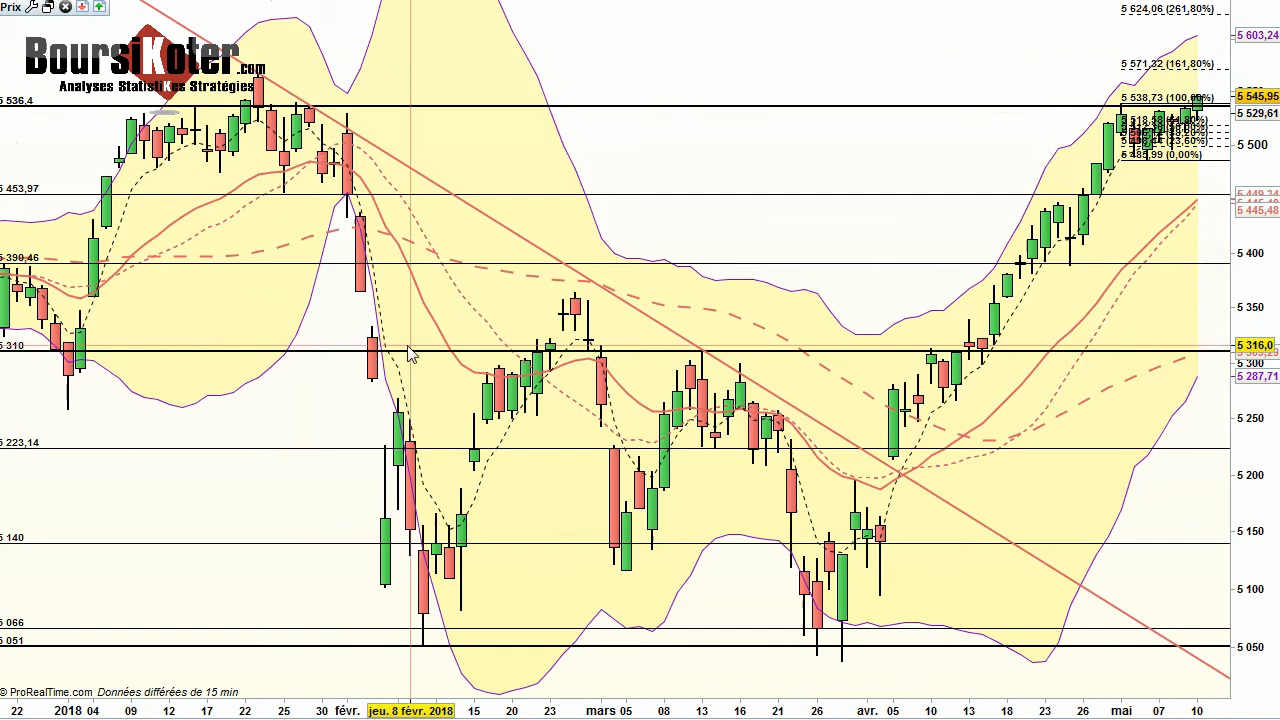 Prix
BoursiKoter.com
Analyses StatistiKes Stratégies
5 624,06 (261,80%)
5 603,24
5 571,32 (161,80%)
5 536,4
5 538,73 (100,00%)
5 545,95
5 529,61
5 500
5 485,99 (0,00%)
5 453,97
5 449,34
5 445,48
5 390,46
5 400
5 350
5 310
5 316,0
5 300
5 287,71
5 250
5 223,14
5 200
5 150
5 140
5 100
5 066
5 051
5 050
© ProRealTime.com Données différées de 15 min
22 2018 04 09 12 17 22 25 30 févr. jeu. 8 févr. 2018 15 20 23 mars 05 08 13 16 21 26 avr. 05 10 13 18 23 26 mai 07 10